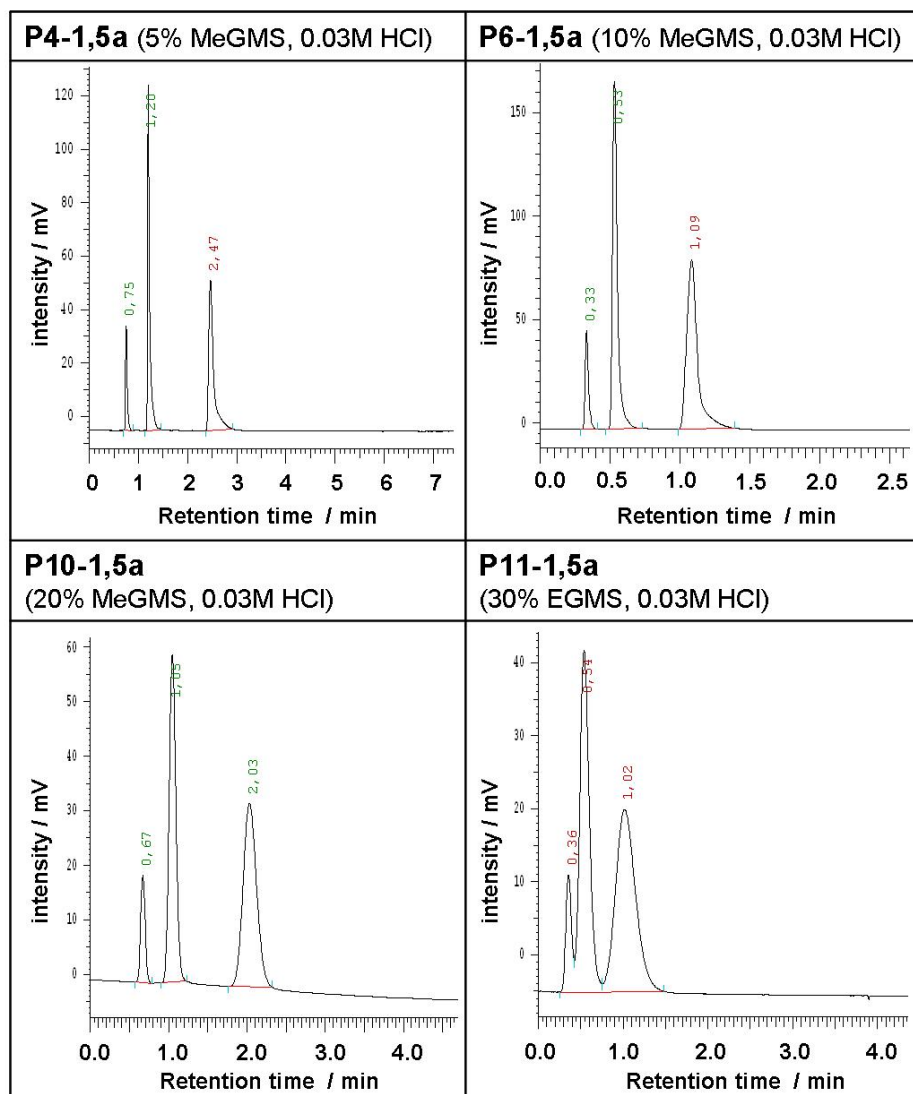 P4-1,5a (5% MeGMS, 0.03M HCl)
intensity / mV
120
100
80
60
40
20
0
0,75
1,20
2,47
0 1 2 3 4 5 6 7
Retention time / min
P6-1,5a (10% MeGMS, 0.03M HCl)
intensity / mV
150
100
50
0
0,33
0,53
1,09
0.0 0.5 1.0 1.5 2.0 2.5
Retention time / min
P10-1,5a
(20% MeGMS, 0.03M HCl)
intensity / mV
60
50
40
30
20
10
0
0,67
1,05
2,03
0.0 1.0 2.0 3.0 4.0
Retention time / min
P11-1,5a
(30% EGMS, 0.03M HCl)
intensity / mV
40
30
20
10
0
0,36
0,54
1,02
0.0 1.0 2.0 3.0 4.0
Retention time / min